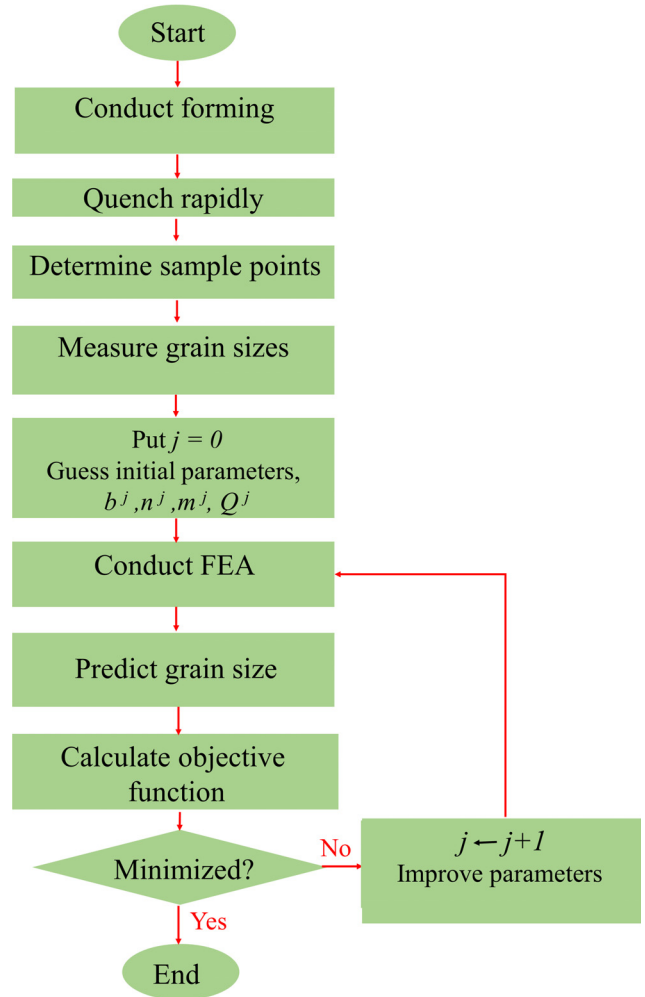 Start
Conduct forming
Quench rapidly
Determine sample points
Measure grain sizes
Put j = 0
Guess initial parameters,
b^j ,n^j ,m^j, Q^j
Conduct FEA
Predict grain size
Calculate objective
function
Minimized?
No
j ← j+1
Improve parameters
Yes
End